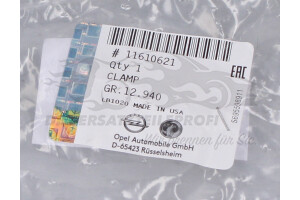 # 11610621
Qty 1
CLAMP
GR.12.940
LB1020 MADE IN USA
EAC
Opel Automobile GmbH
D-65423 Rüsselsheim